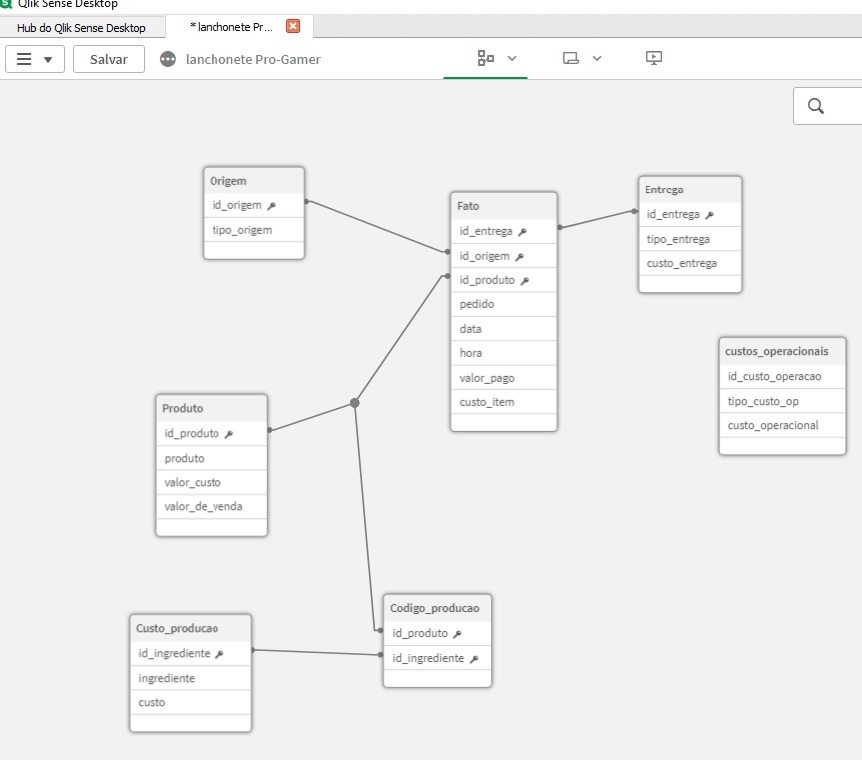 Qlik Sense Desktop
Hub do Qlik Sense Desktop
* lanchonete Pr...
Salvar
lanchonete Pro-Gamer
Origem
id_origem
tipo_origem
Fato
id_entrega
id_origem
id_produto
pedido
data
hora
valor_pago
custo_item
Entrega
id_entrega
tipo_entrega
custo_entrega
custos_operacionais
id_custo_operacao
tipo_custo_op
custo_operacional
Produto
id_produto
produto
valor_custo
valor_de_venda
Codigo_producao
id_produto
id_ingrediente
Custo_producao
id_ingrediente
ingrediente
custo